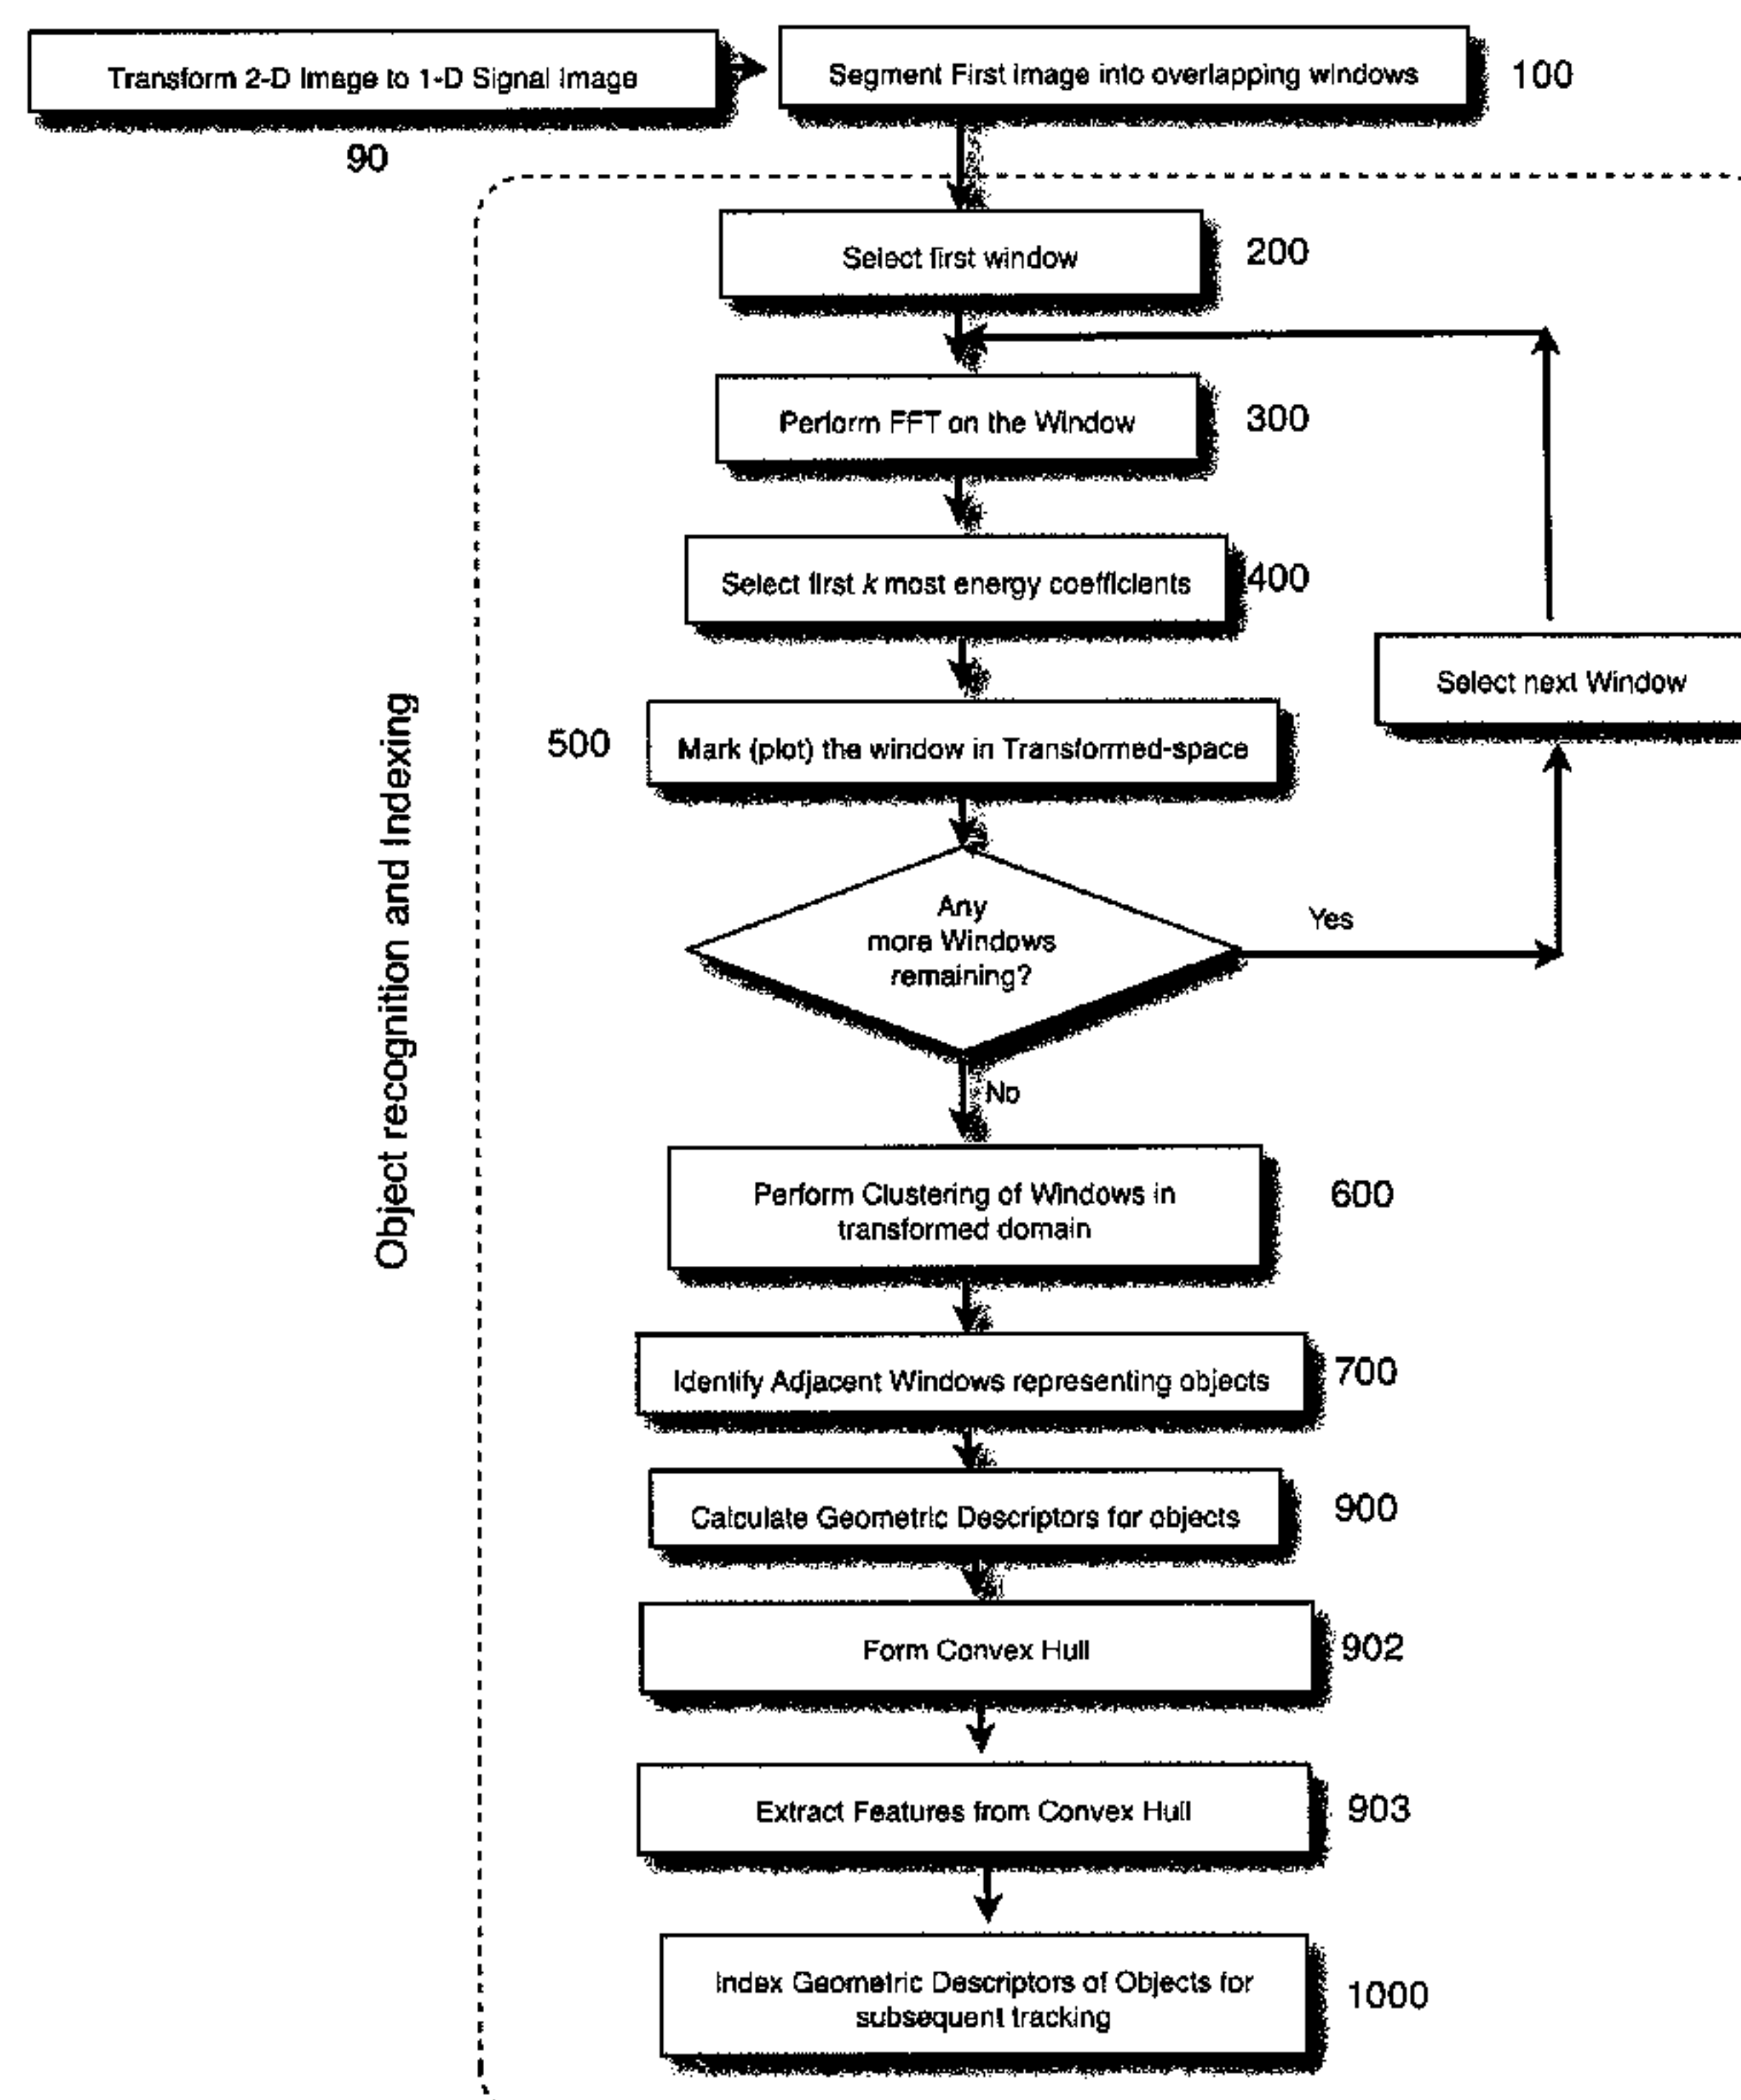 Transform 2-D Image to 1-D Signal Image
90
Segment First image into overlapping windows
100
Select first window
200
Perform FFT on the Window
300
Select first k most energy coefficients
400
Select next Window
500
Mark (plot) the window in Transformed-space
Object recognition and Indexing
Any
more Windows
remaining?
Yes
No
Perform Clustering of Windows in
transformed domain
600
Identify Adjacent Windows representing objects
700
Calculate Geometric Descriptors for objects
900
Form Convex Hull
902
Extract Features from Convex Hull
903
Index Geometric Descriptors of Objects for
subsequent tracking
1000